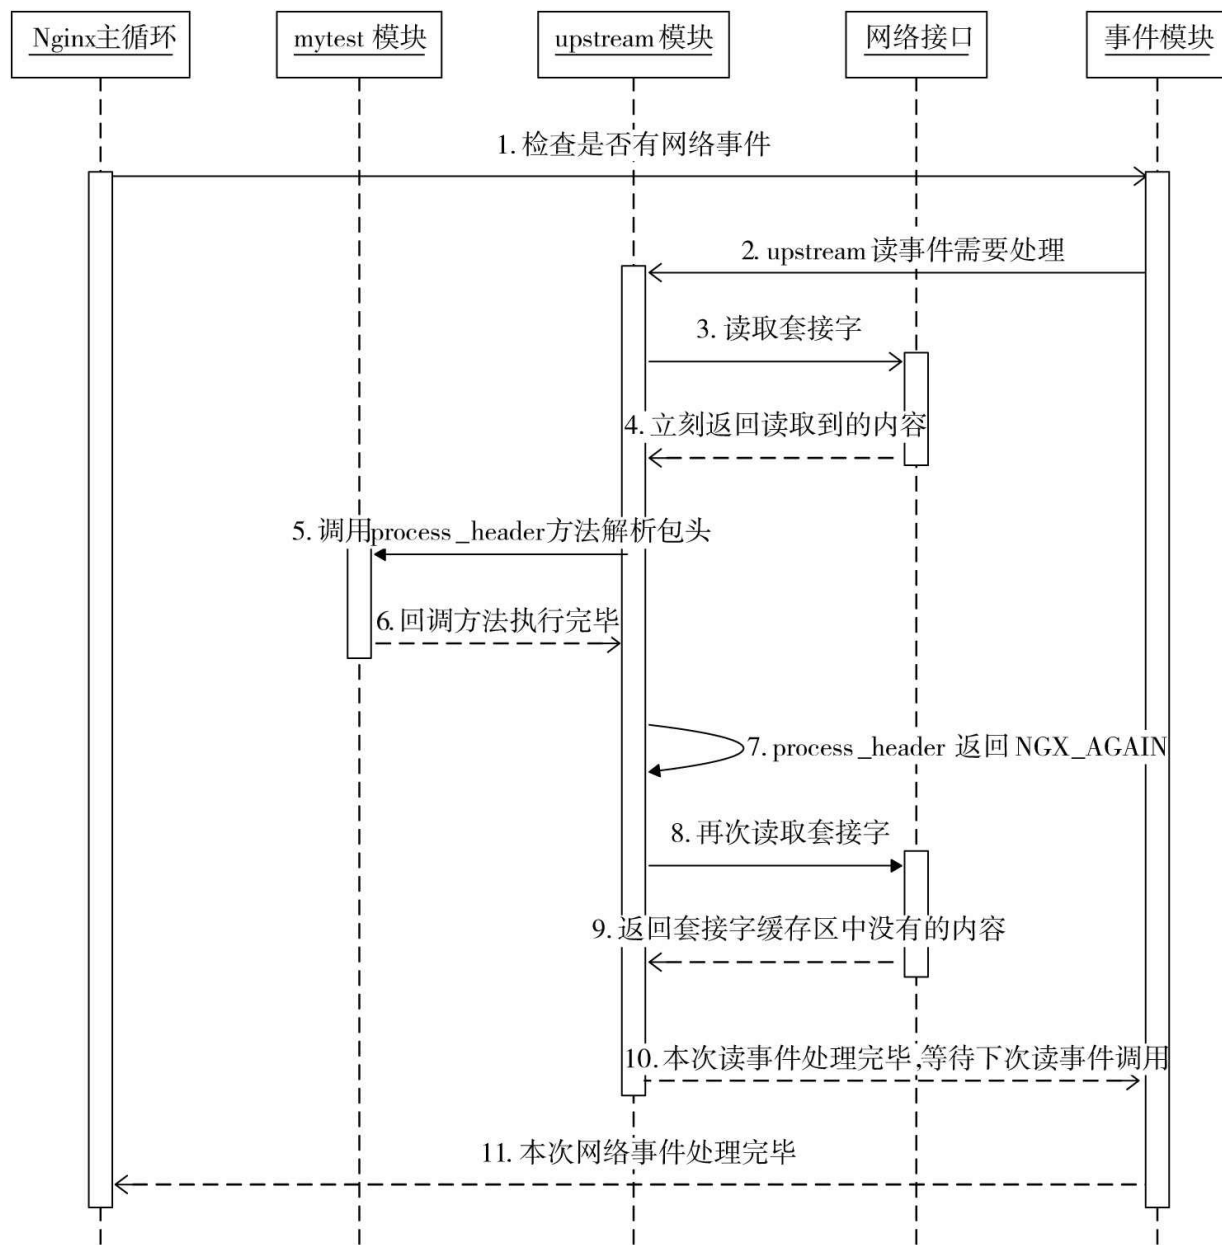 Nginx主循环
mytest 模块
upstream 模块
网络接口
事件模块
1. 检查是否有网络事件
2. upstream 读事件需要处理
3. 读取套接字
4. 立刻返回读取到的内容
5. 调用process_header方法解析包头
6. 回调方法执行完毕
7. process_header 返回 NGX_AGAIN
8. 再次读取套接字
9. 返回套接字缓存区中没有的内容
10. 本次读事件处理完毕,等待下次读事件调用
11. 本次网络事件处理完毕